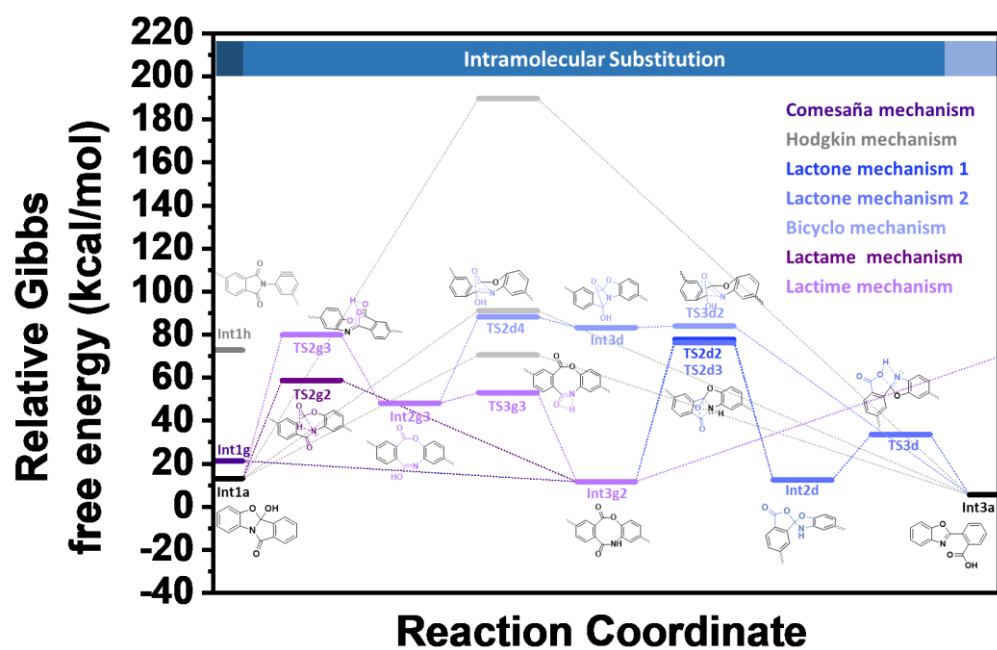 220
200
180
160
140
120
100
80
60
40
20
0
-20
-40
Relative Gibbs
free energy (kcal/mol)
Reaction Coordinate
Intramolecular Substitution
Comesaña mechanism
Hodgkin mechanism
Lactone mechanism 1
Lactone mechanism 2
Bicyclo mechanism
Lactame mechanism
Lactime mechanism
Int1h
TS2g3
TS2g2
Int1g
Int1a
Int2g3
TS2d4
TS3g3
Int3d
Int3g2
TS3d2
TS2d2
TS2d3
Int2d
TS3d
Int3a